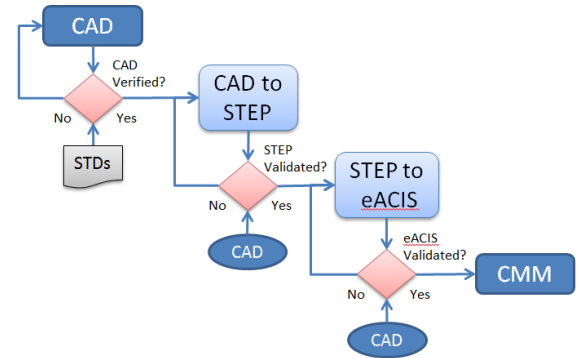 CAD
CAD
Verified?
No
Yes
STDs
CAD to
STEP
STEP
Validated?
No
Yes
CAD
STEP to
eACIS
eACIS
Validated?
No
Yes
CAD
CMM